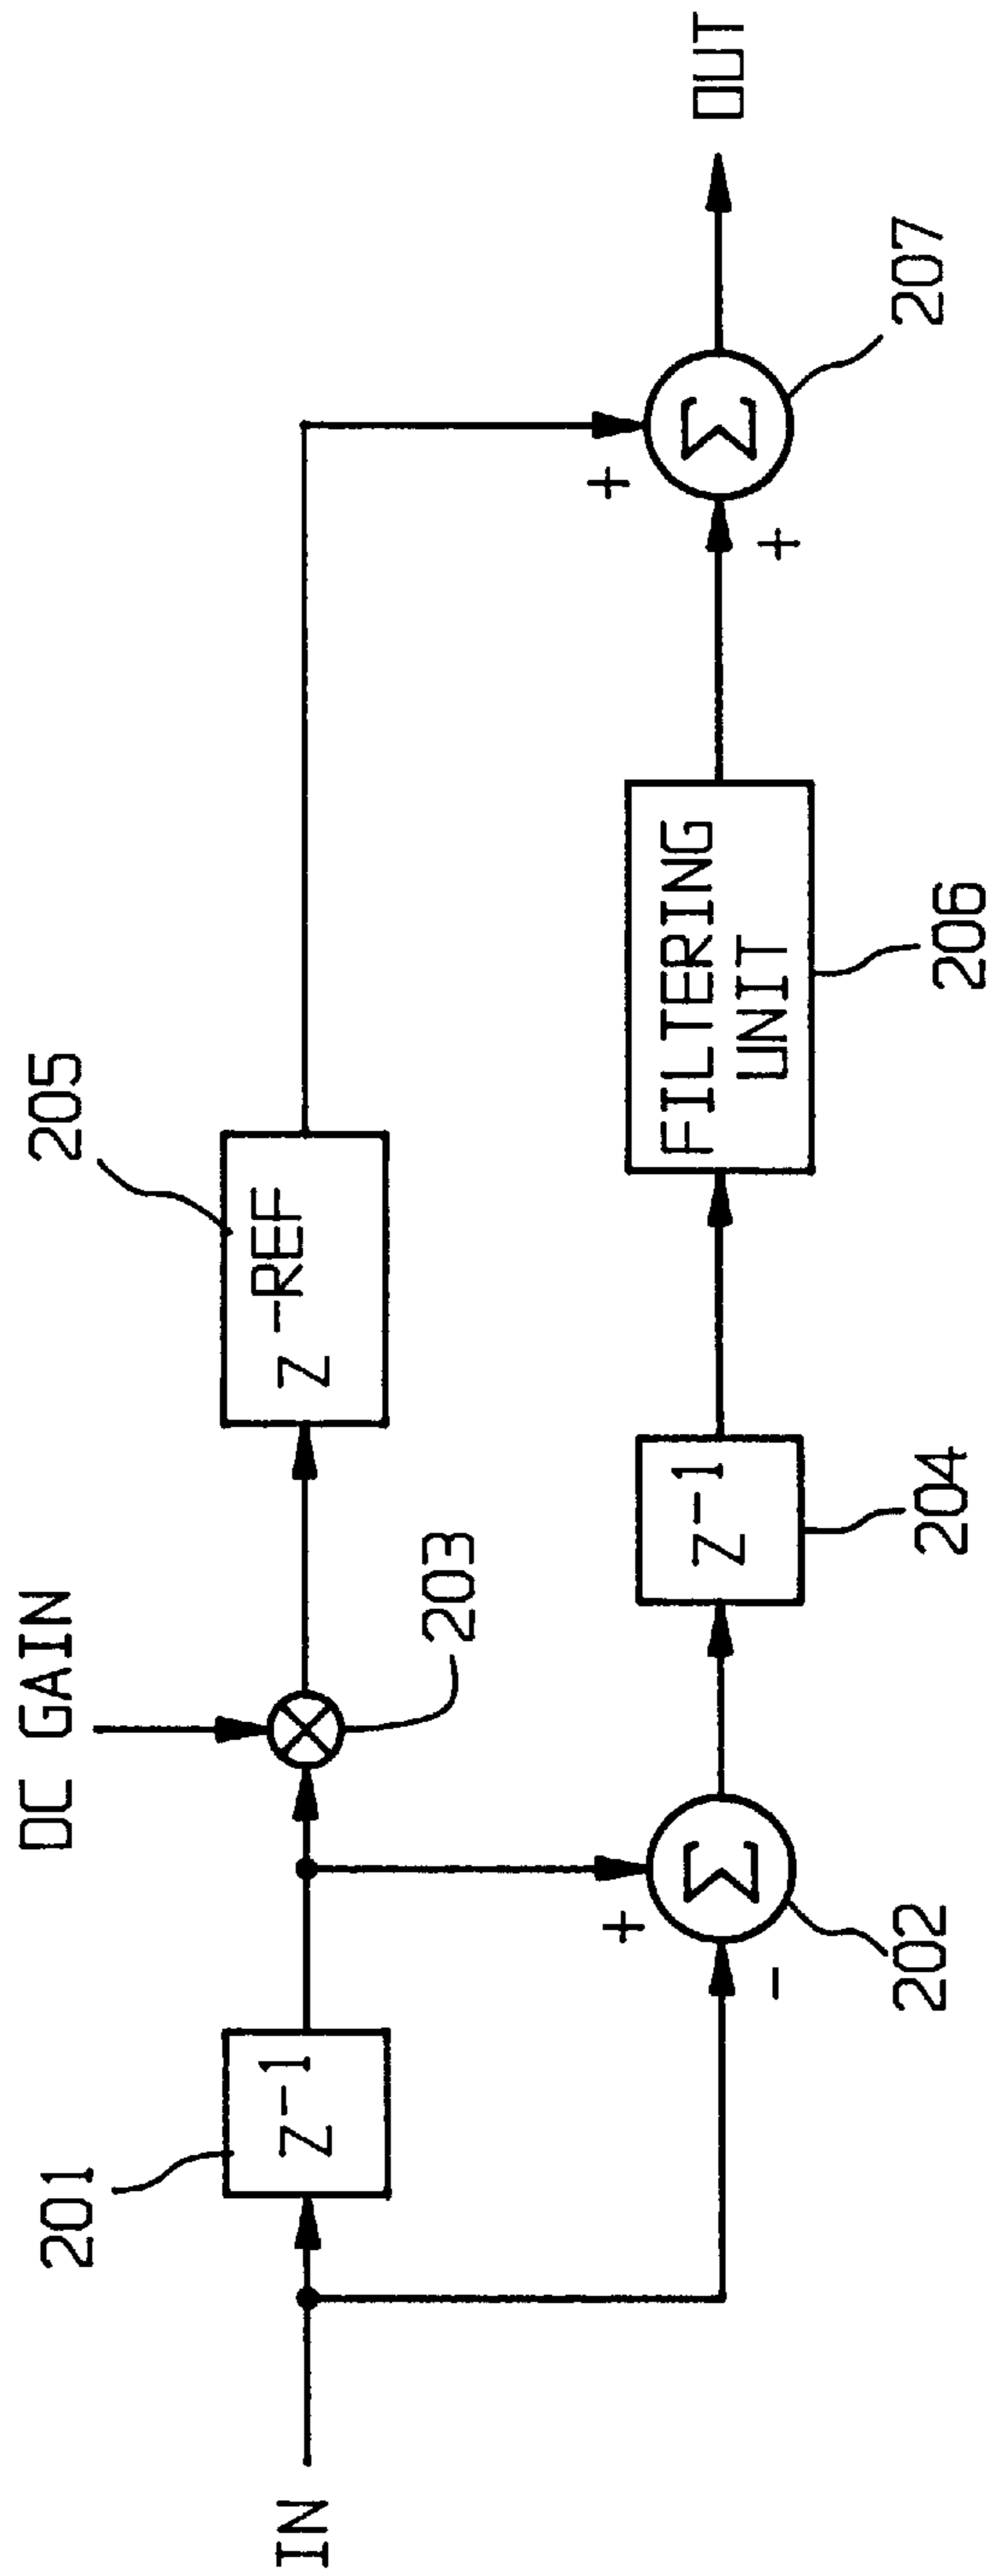 DC GAIN
201
205
IN
Z⁻¹
203
Z⁻ᴿᴱᶠ
+
-
Σ
202
Z⁻¹
204
FILTERING
UNIT
206
+
+
Σ
207
OUT